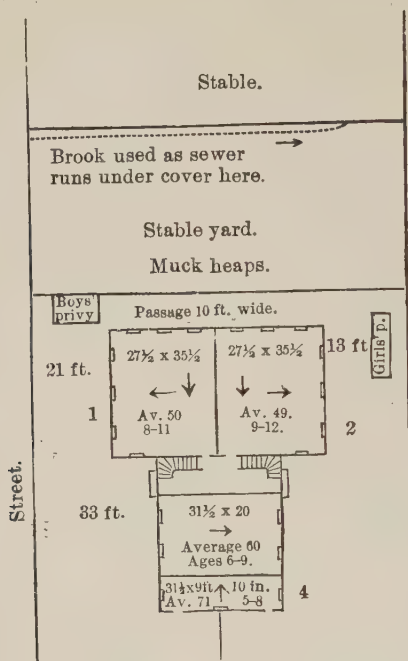 Stable.
Brook used as sewer
runs under cover here.
Stable yard.
Muck heaps.
Boys'
privy
Passage 10 ft. wide.
Girls' p.
21 ft.
27½ x 35½
27½ x 35½
13 ft
1
Av. 50
8-11
Av. 49.
9-12.
2
Street.
33 ft.
31½ x 20
Average 60
Ages 6-9.
31½x9ft. 10 in.
Av. 71 5-8
4